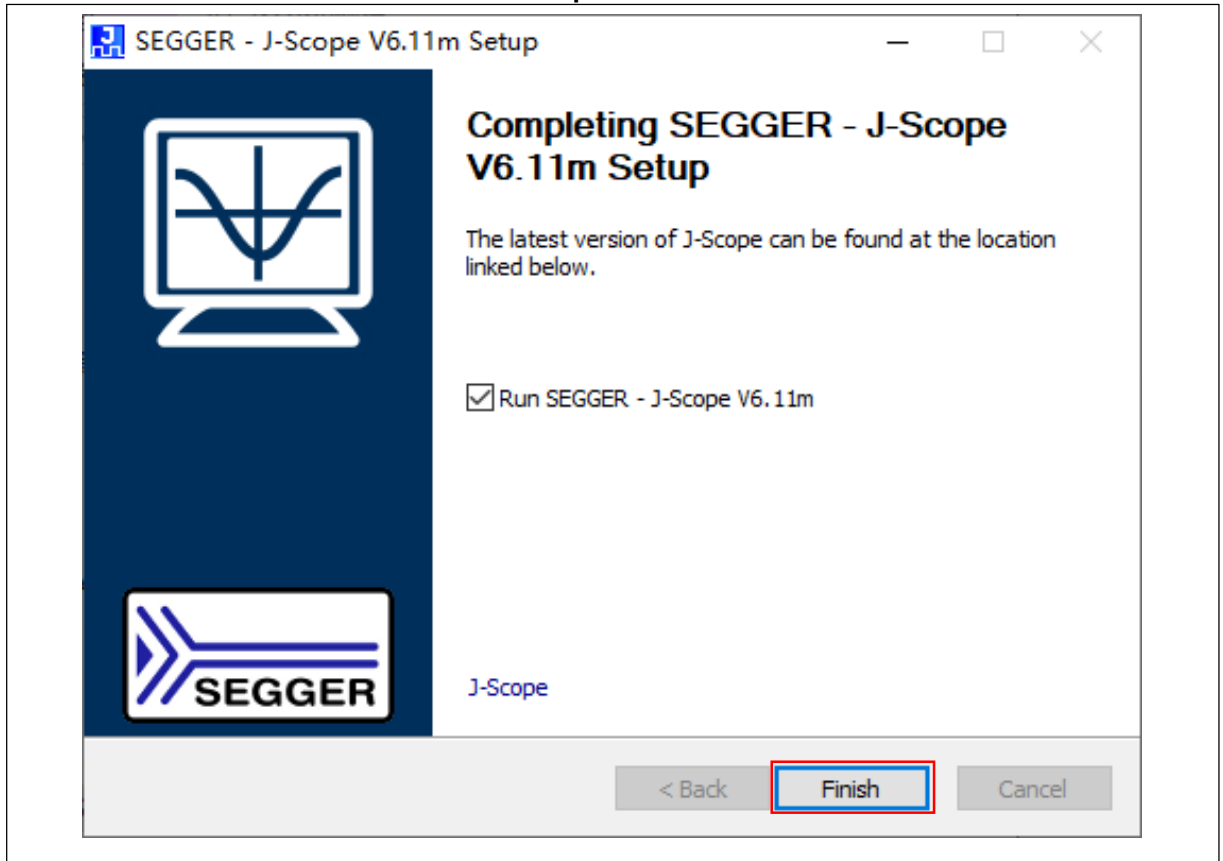 SEGGER - J-Scope V6.11m Setup
Completing SEGGER - J-Scope
V6.11m Setup
The latest version of J-Scope can be found at the location
linked below.
Run SEGGER - J-Scope V6.11m
SEGGER
J-Scope
< Back
Finish
Cancel